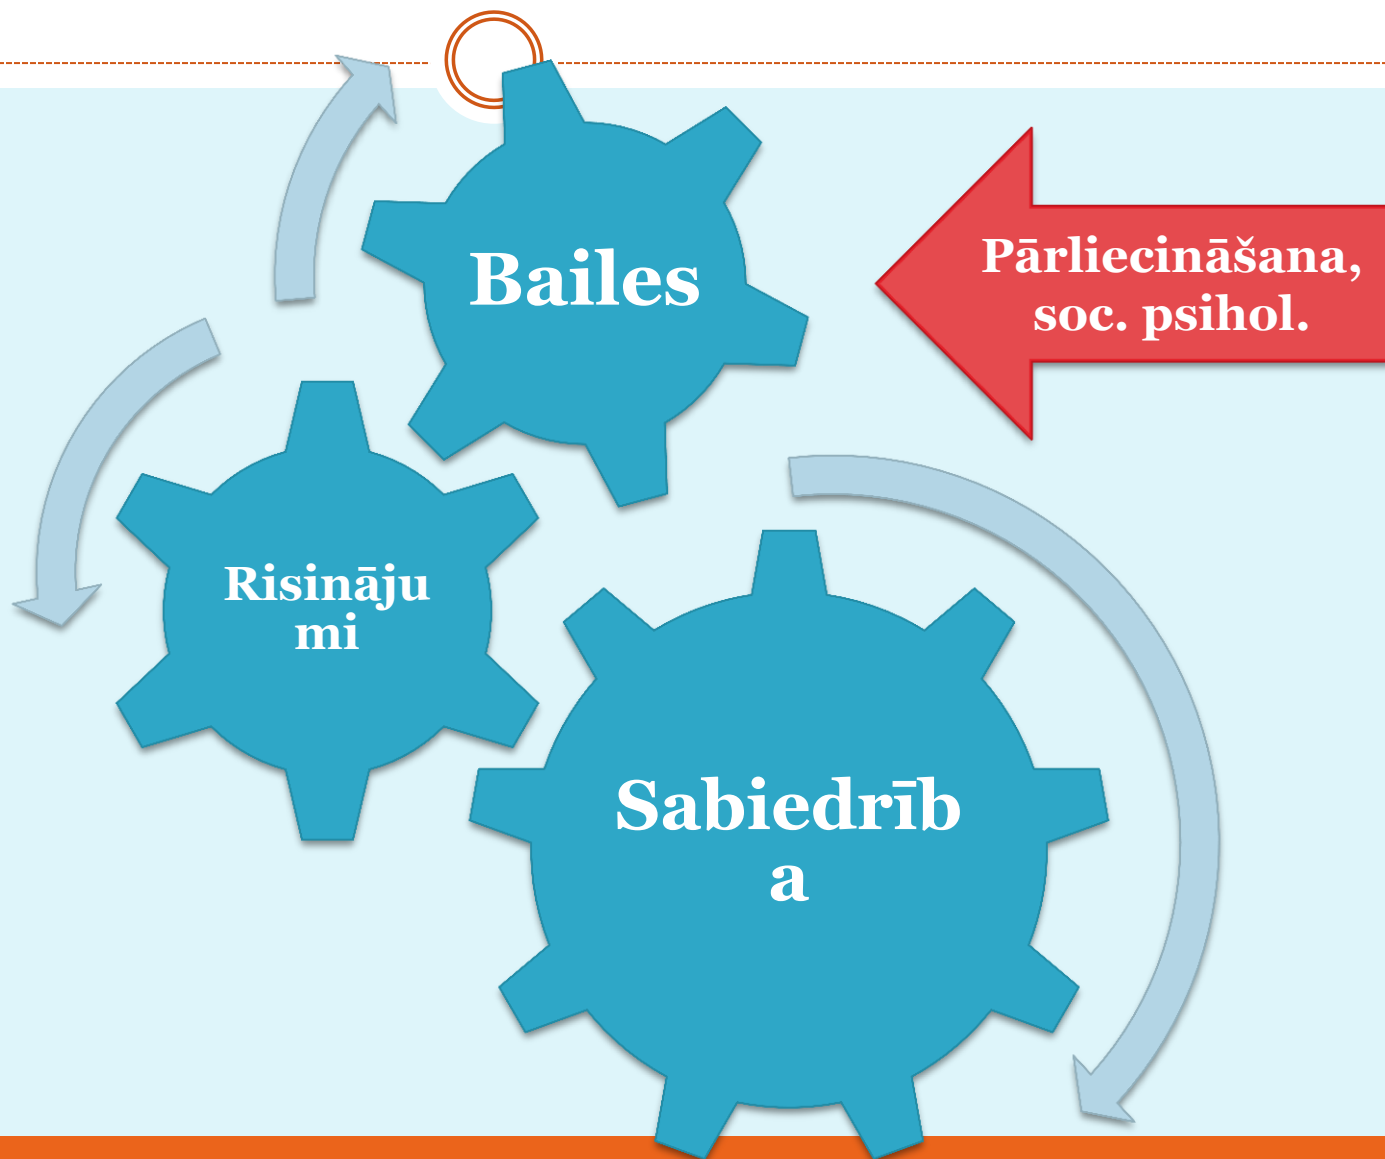 Bailes
Pārliecināšana,
soc. psihol.
Risināju
mi
Sabiedrīb
a